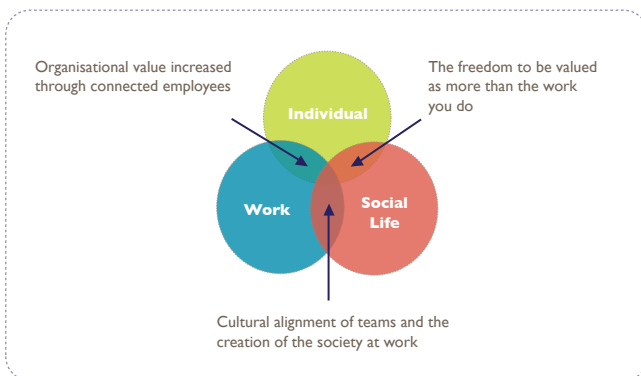 Organisational value increased
through connected employees
The freedom to be valued
as more than the work
you do
Individual
Work
Social
Life
Cultural alignment of teams and the
creation of the society at work